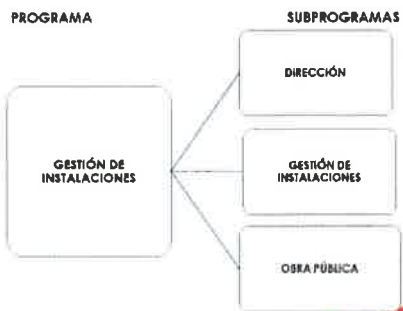 PROGRAMA
SUBPROGRAMAS
DIRECCIÓN
GESTIÓN DE
INSTALACIONES
GESTIÓN DE
INSTALACIONES
OBRA PÚBLICA